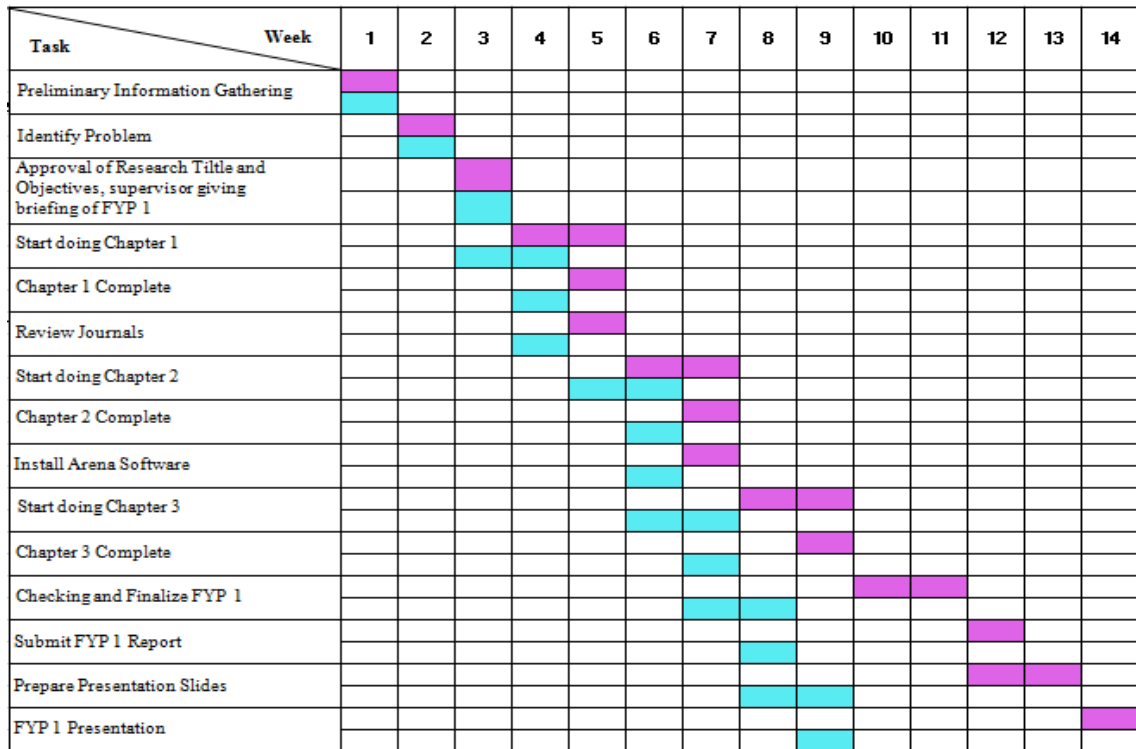 Week
Task
1 2 3 4 5 6 7 8 9 10 11 12 13 14
Preliminary Information Gathering
Identify Problem
Approval of Research Tiltle and
Objectives, supervisor giving
briefing of FYP 1
Start doing Chapter 1
Chapter 1 Complete
Review Journals
Start doing Chapter 2
Chapter 2 Complete
Install Arena Software
Start doing Chapter 3
Chapter 3 Complete
Checking and Finalize FYP 1
Submit FYP 1 Report
Prepare Presentation Slides
FYP 1 Presentation